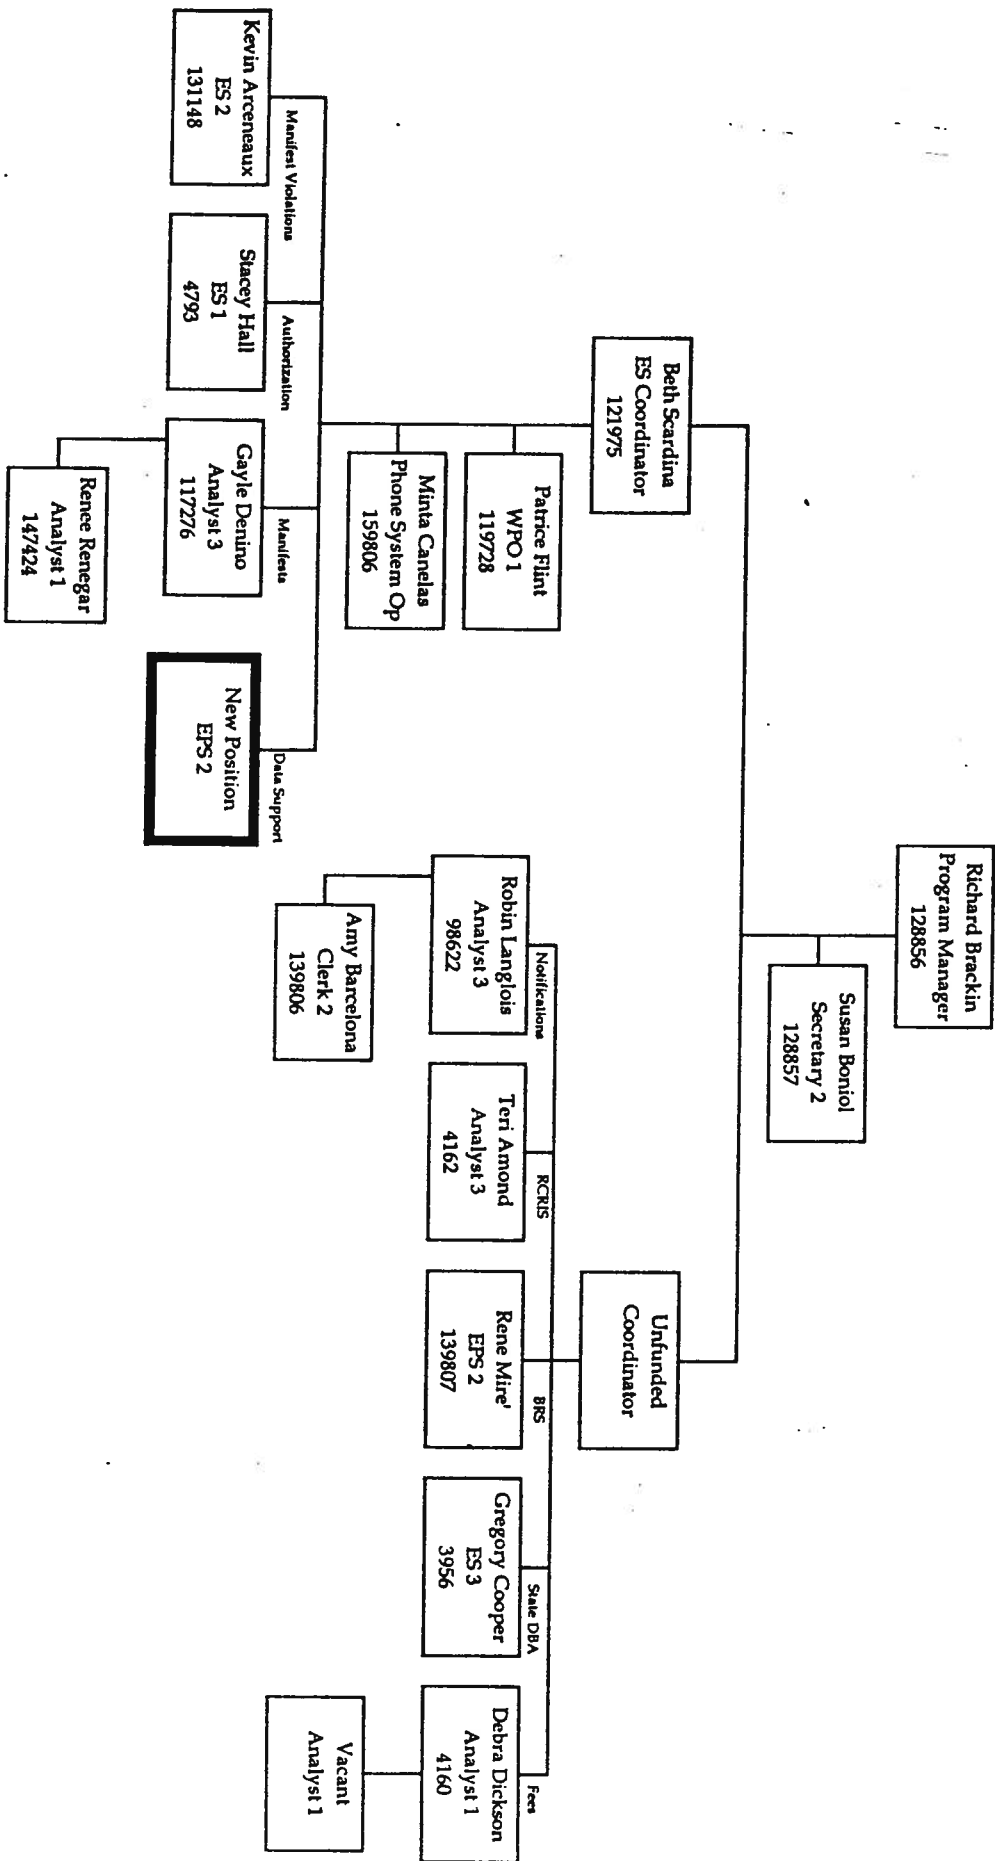 Richard Brackin
Program Manager
128856
Susan Boniol
Secretary 2
128857
Beth Scardina
ES Coordinator
121975
Unfunded
Coordinator
Patrice Flint
WPO 1
119728
Minta Canelas
Phone System Op
159806
Manifest Violations
Authorization
Manifests
Data Support
Kevin Arceneaux
ES 2
131148
Stacey Hall
ES 1
4793
Gayle Denino
Analyst 3
117276
New Position
EPS 2
Renee Renegar
Analyst 1
147424
Notifications
RCRIS
BRS
State DBA
Fees
Robin Langlois
Analyst 3
98622
Teri Amond
Analyst 3
4162
Rene Mire'
EPS 2
139807
Gregory Cooper
ES 3
3956
Debra Dickson
Analyst 1
4160
Amy Barcelona
Clerk 2
139806
Vacant
Analyst 1